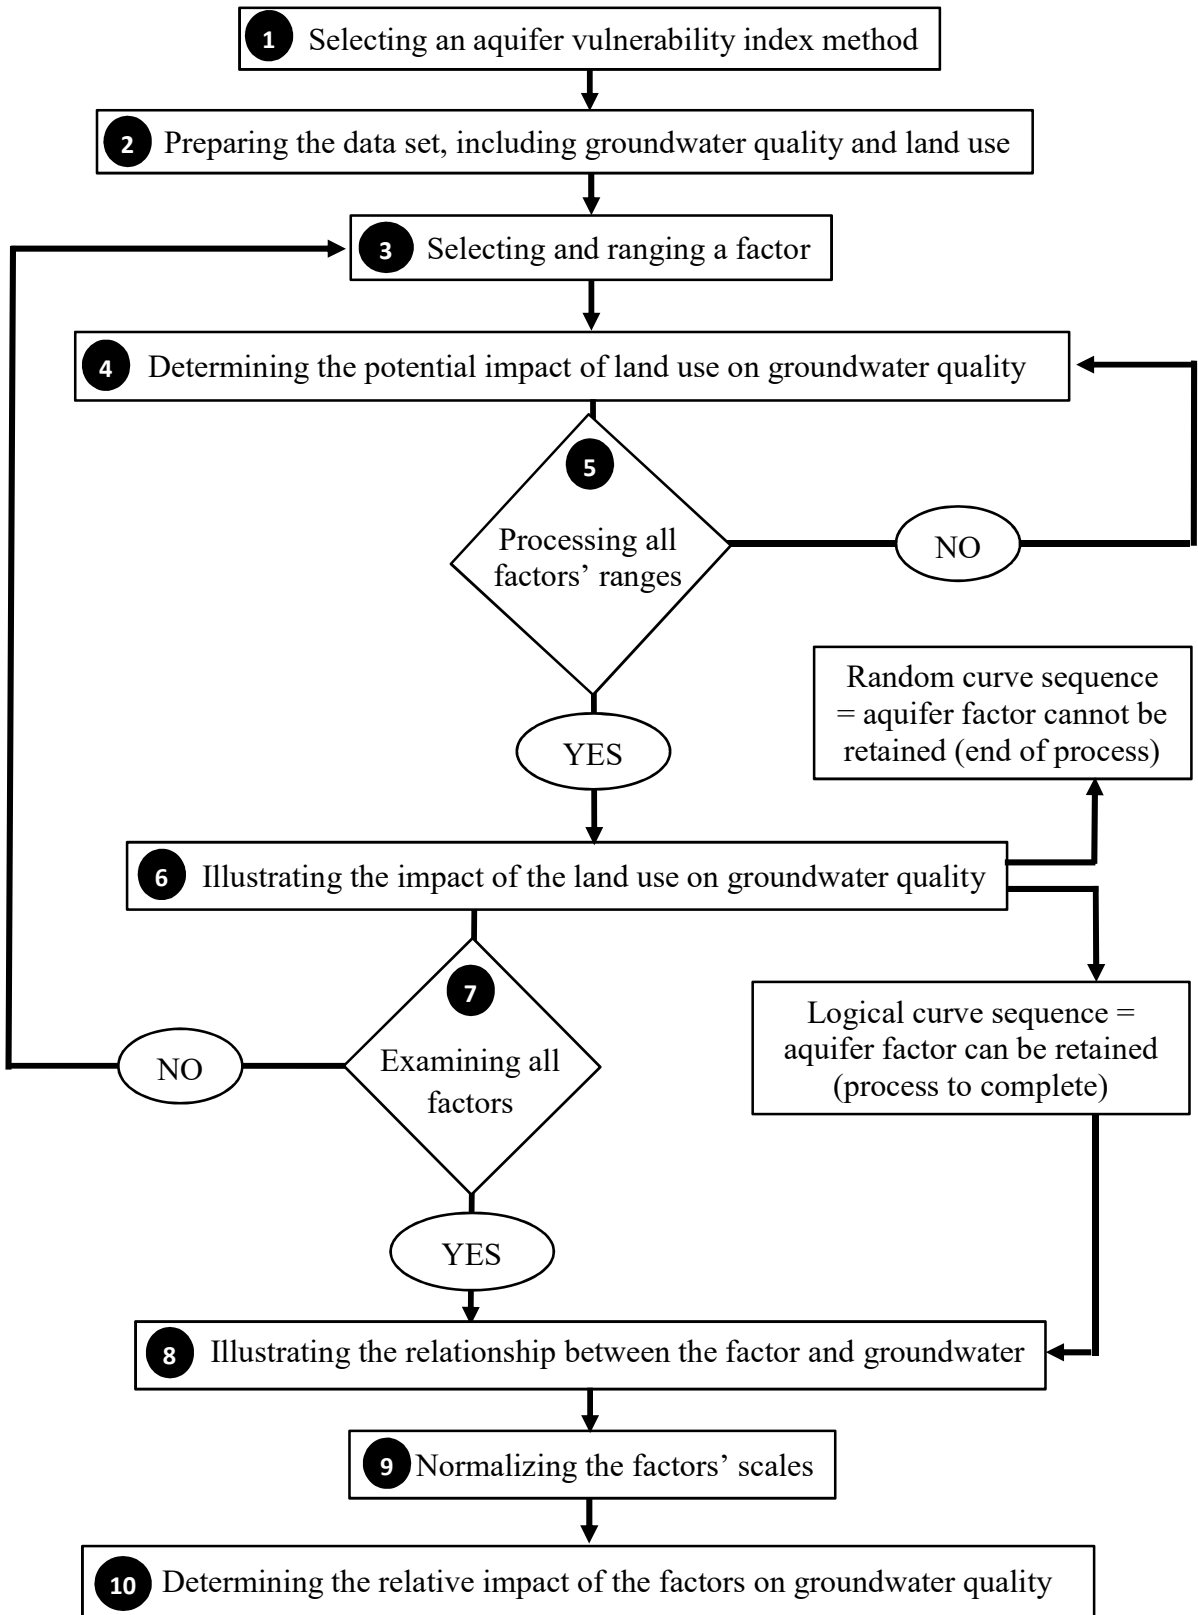 1 Selecting an aquifer vulnerability index method
2 Preparing the data set, including groundwater quality and land use
3 Selecting and ranging a factor
4 Determining the potential impact of land use on groundwater quality
5
Processing all
factors’ ranges
NO
YES
Random curve sequence
= aquifer factor cannot be
retained (end of process)
6 Illustrating the impact of the land use on groundwater quality
7
Examining all
factors
NO
YES
Logical curve sequence =
aquifer factor can be retained
(process to complete)
8 Illustrating the relationship between the factor and groundwater
9 Normalizing the factors’ scales
10 Determining the relative impact of the factors on groundwater quality